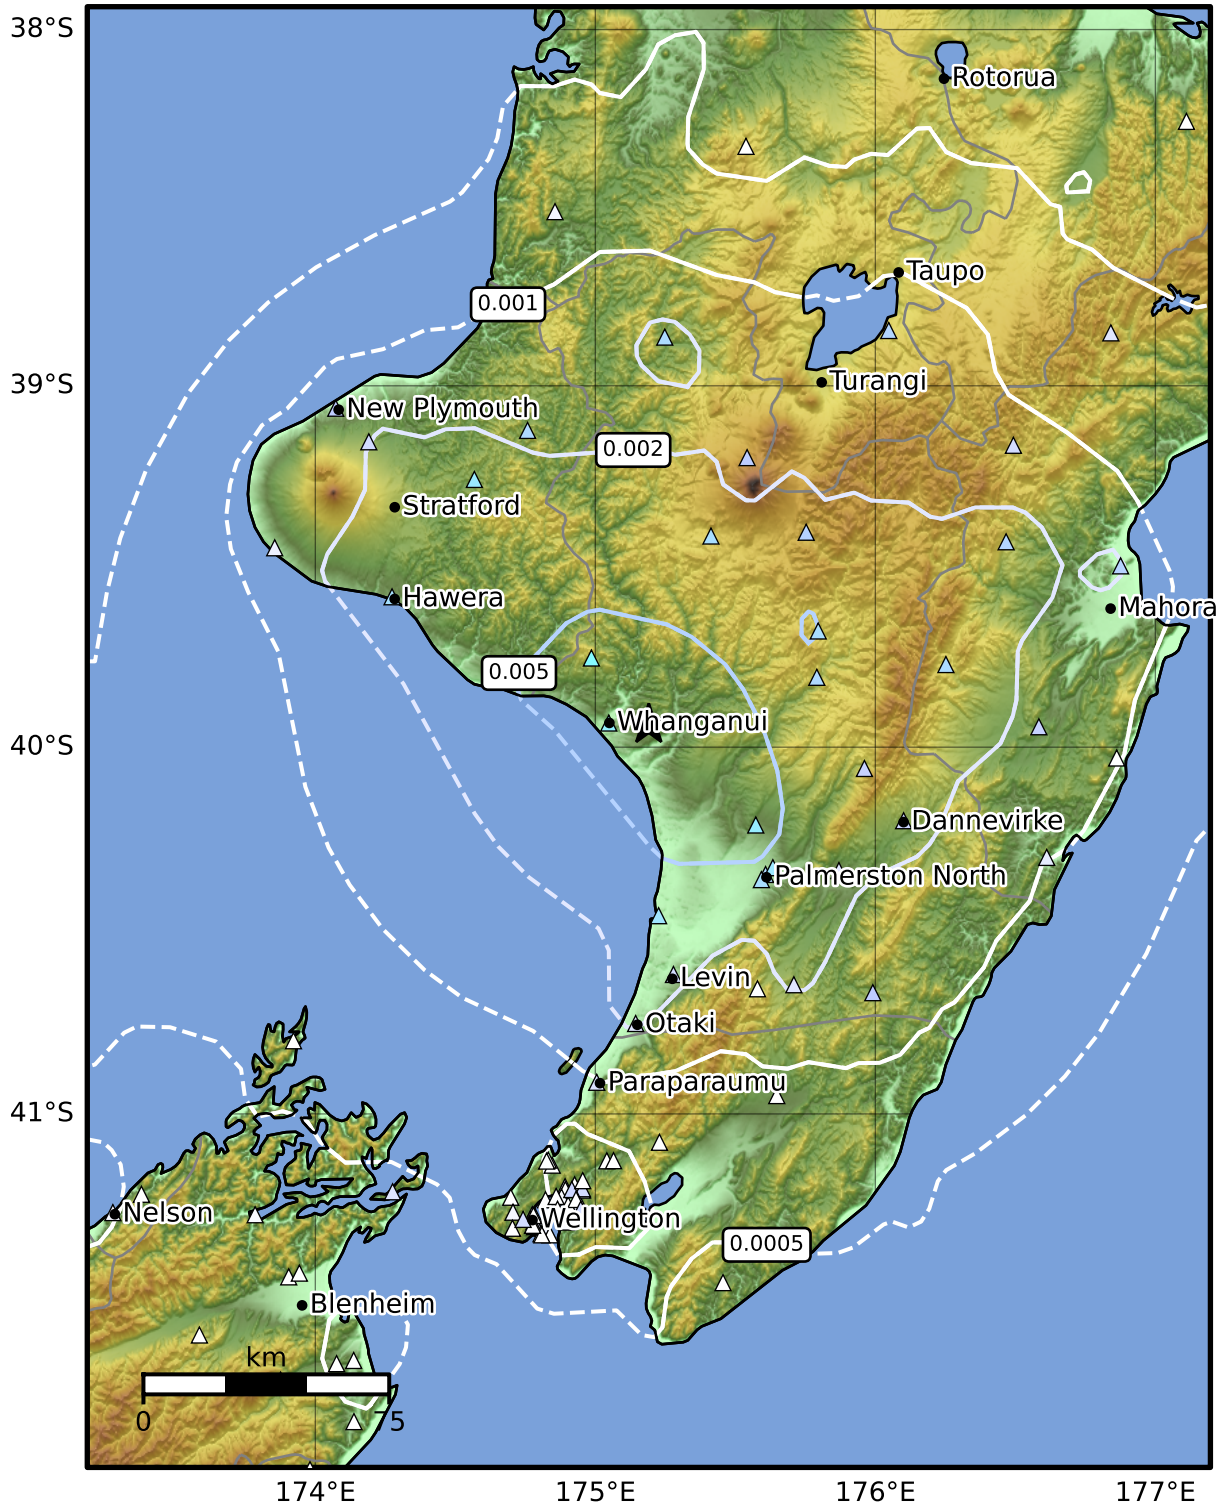 38°S
Rotorua
Taupo
0.001
39°S
Turangi
New Plymouth
0.002
Stratford
Hawera
Mahora
0.005
Whanganui
40°S
Dannevirke
Palmerston North
Levin
Otaki
Paraparaumu
41°S
Nelson
Wellington
0.0005
Blenheim
km
0 75
174°E 175°E 176°E 177°E